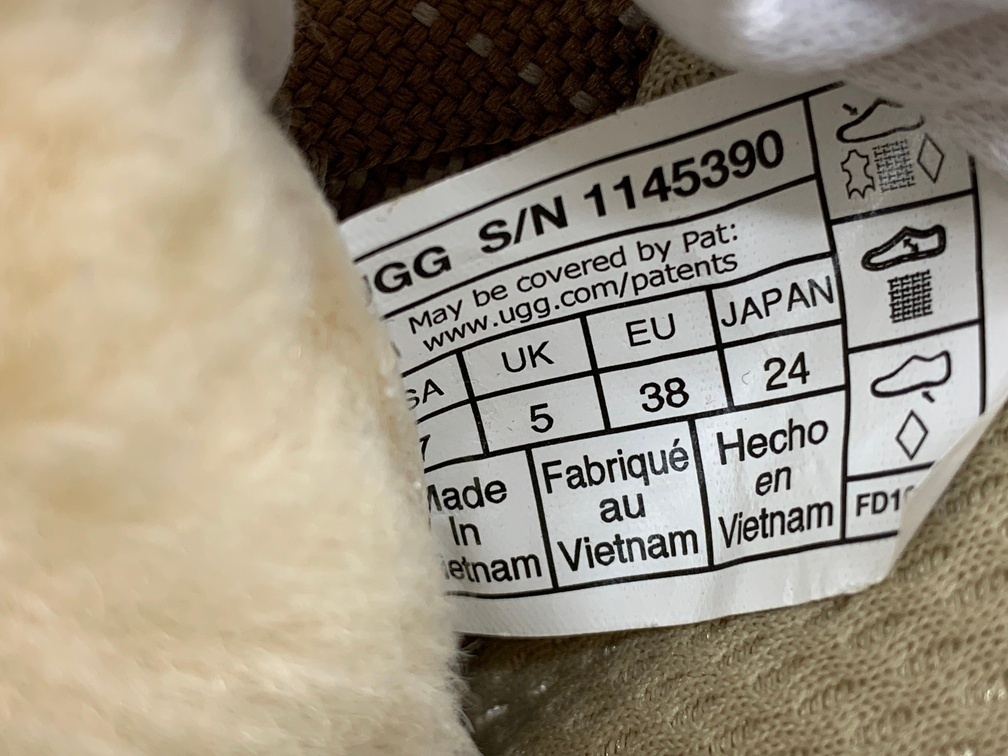 UGG S/N 1145390
May be covered by Pat:
www.ugg.com/patents
UK EU JAPAN
5 38 24
Made Fabriqué Hecho
In au en
Vietnam Vietnam